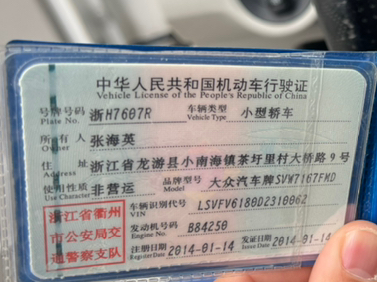 中华人民共和国机动车行驶证
Vehicle License of the People's Republic of China
号牌号码 浙H7607R 车辆类型 小型轿车
Plate No. Vehicle Type
所有人 张海英
Owner
住址 浙江省龙游县小南海镇茶圩里村大桥路9号
Address
使用性质 非营运 品牌型号 大众汽车牌SVW7167FMD
Use Character Model
浙江省衢州市公安局交通警察支队
车辆识别代号 LSVFV6180D2310062
VIN
发动机号码 B84250
Engine No.
注册日期 2014-01-14 发证日期 2014-01-14
Register Date Issue Date